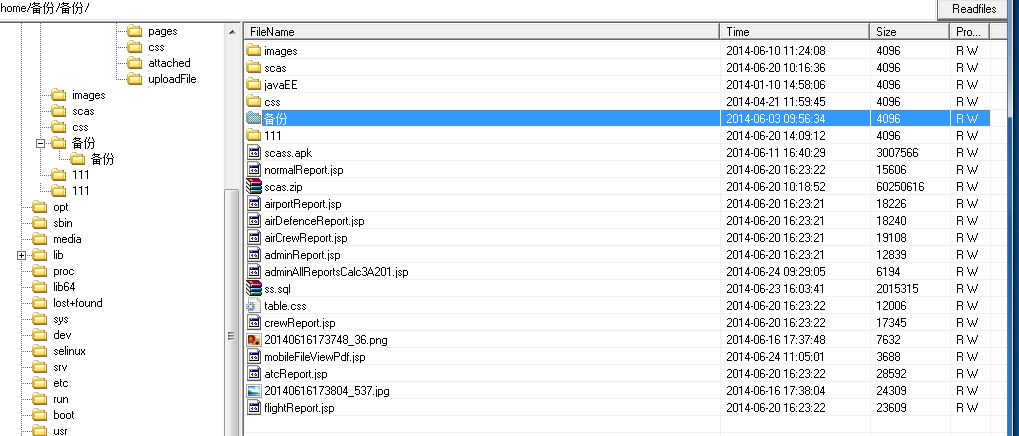 home/备份/备份/
Readfiles
pages
css
attached
uploadFile
images
scas
css
备份
备份
111
111
opt
sbin
media
lib
proc
lib64
lost+found
sys
dev
selinux
srv
etc
run
boot
usr
FileName Time Size Pro...
images 2014-06-10 11:24:08 4096 R W
scas 2014-06-20 10:16:36 4096 R W
javaEE 2014-01-10 14:58:06 4096 R W
css 2014-04-21 11:59:45 4096 R W
备份 2014-06-03 09:56:34 4096 R W
111 2014-06-20 14:09:12 4096 R W
scass.apk 2014-06-11 16:40:29 3007566 R W
normalReport.jsp 2014-06-20 16:23:22 15606 R W
scas.zip 2014-06-20 10:18:52 60250616 R W
airportReport.jsp 2014-06-20 16:23:21 18226 R W
airDefenceReport.jsp 2014-06-20 16:23:21 18240 R W
airCrewReport.jsp 2014-06-20 16:23:21 19108 R W
adminReport.jsp 2014-06-20 16:23:21 12839 R W
adminAllReportsCalc3A201.jsp 2014-06-24 09:29:05 6194 R W
ss.sql 2014-06-23 16:03:41 2015315 R W
table.css 2014-06-20 16:23:22 12006 R W
crewReport.jsp 2014-06-20 16:23:22 17345 R W
20140616173748_36.png 2014-06-16 17:37:48 7632 R W
mobileFileViewPdf.jsp 2014-06-24 11:05:01 3688 R W
atcReport.jsp 2014-06-20 16:23:22 28592 R W
20140616173804_537.jpg 2014-06-16 17:38:04 24309 R W
flightReport.jsp 2014-06-20 16:23:22 23609 R W